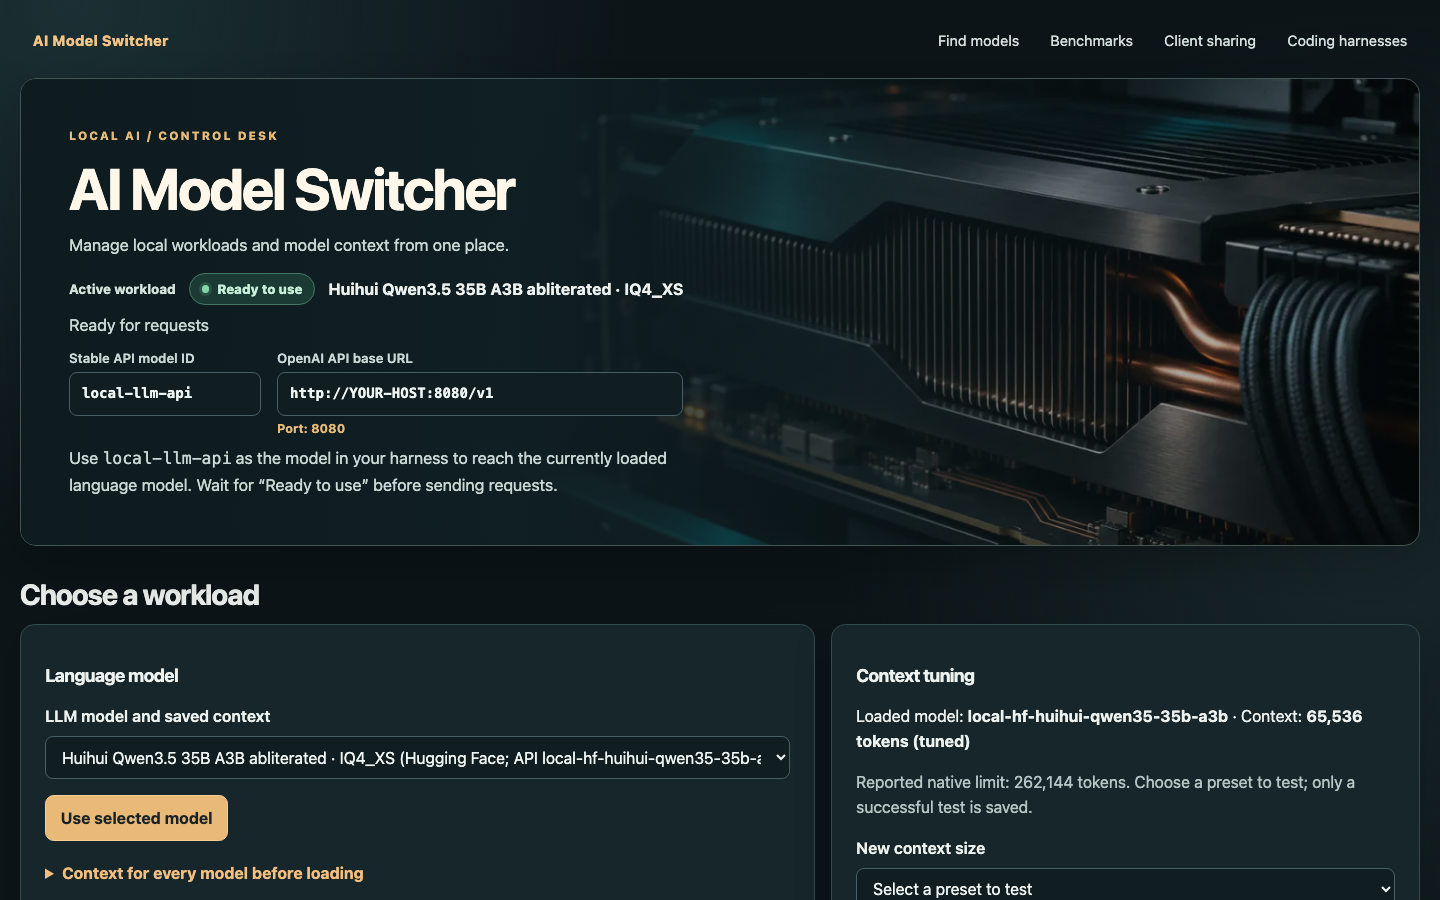 AI Model Switcher
Find models
Benchmarks
Client sharing
Coding harnesses
LOCAL AI / CONTROL DESK
AI Model Switcher
Manage local workloads and model context from one place.
Active workload
Ready to use
Huihui Qwen3.5 35B A3B abliterated · IQ4_XS
Ready for requests
Stable API model ID
OpenAI API base URL
local-llm-api
http://YOUR-HOST:8080/v1
Port: 8080
Use local-llm-api as the model in your harness to reach the currently loaded
language model. Wait for “Ready to use” before sending requests.
Choose a workload
Language model
LLM model and saved context
Huihui Qwen3.5 35B A3B abliterated · IQ4_XS (Hugging Face; API local-hf-huihui-qwen35-35b-a
Use selected model
Context for every model before loading
Context tuning
Loaded model: local-hf-huihui-qwen35-35b-a3b · Context: 65,536
tokens (tuned)
Reported native limit: 262,144 tokens. Choose a preset to test; only a
successful test is saved.
New context size
Select a preset to test